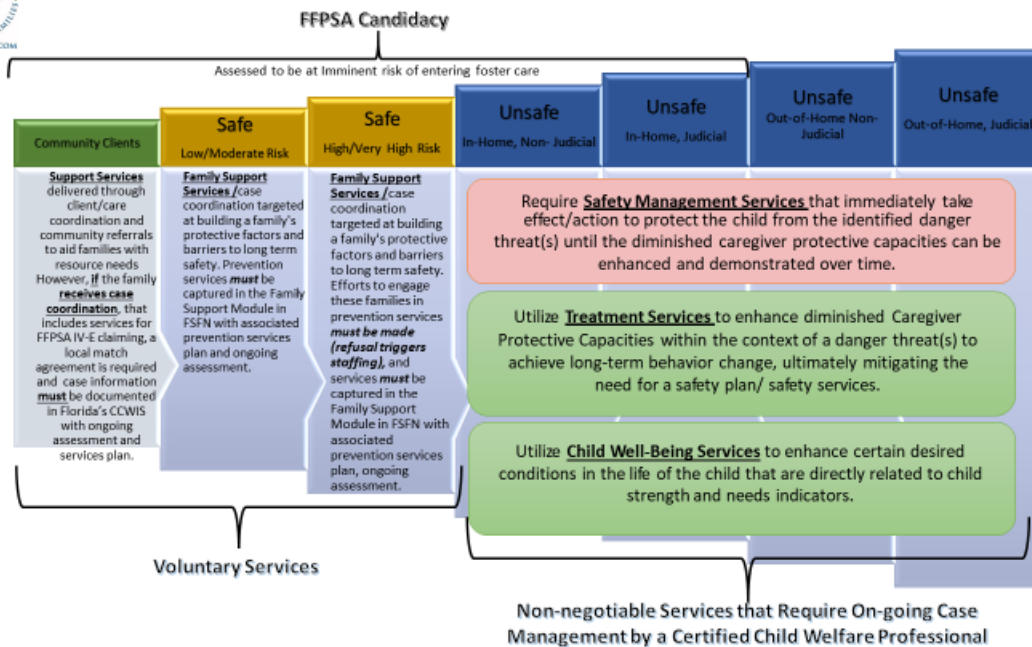 FAMILIES
COM
FFPSA Candidacy
Assessed to be at Imminent risk of entering foster care
Community Clients
Safe
Low/Moderate Risk
Safe
High/Very High Risk
Unsafe
In-Home, Non- Judicial
Unsafe
In-Home, Judicial
Unsafe
Out-of-Home Non-
Judicial
Unsafe
Out-of-Home, Judicial
Support Services
delivered through
client/care
coordination and
community referrals
to aid families with
resource needs
However, if the family
receives case
coordination, that
includes services for
FFPSA IV-E claiming, a
local match
agreement is required
and case information
must be documented
in Florida's CCWIS
with ongoing
assessment and
services plan.
Family Support
Services /case
coordination targeted
at building a family's
protective factors and
barriers to long term
safety. Prevention
services must be
captured in the Family
Support Module in
FSFN with associated
prevention services
plan and ongoing
assessment.
Family Support
Services /case
coordination
targeted at building
a family's protective
factors and barriers
to long term safety.
Efforts to engage
these families in
prevention services
must be made
(refusal triggers
staffing), and
services must be
captured in the
Family Support
Module in FSFN with
associated
prevention services
plan, ongoing
assessment.
Require Safety Management Services that immediately take
effect/action to protect the child from the identified danger
threat(s) until the diminished caregiver protective capacities can be
enhanced and demonstrated over time.
Utilize Treatment Services to enhance diminished Caregiver
Protective Capacities within the context of a danger threat(s) to
achieve long-term behavior change, ultimately mitigating the
need for a safety plan/ safety services.
Utilize Child Well-Being Services to enhance certain desired
conditions in the life of the child that are directly related to child
strength and needs indicators.
Voluntary Services
Non-negotiable Services that Require On-going Case
Management by a Certified Child Welfare Professional